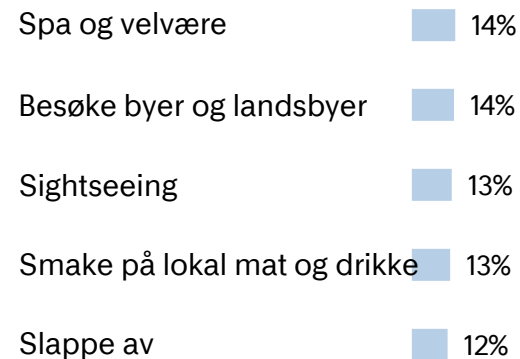 Spa og velvære 14%
Besøke byer og landsbyer 14%
Sightseeing 13%
Smake på lokal mat og drikke 13%
Slappe av 12%